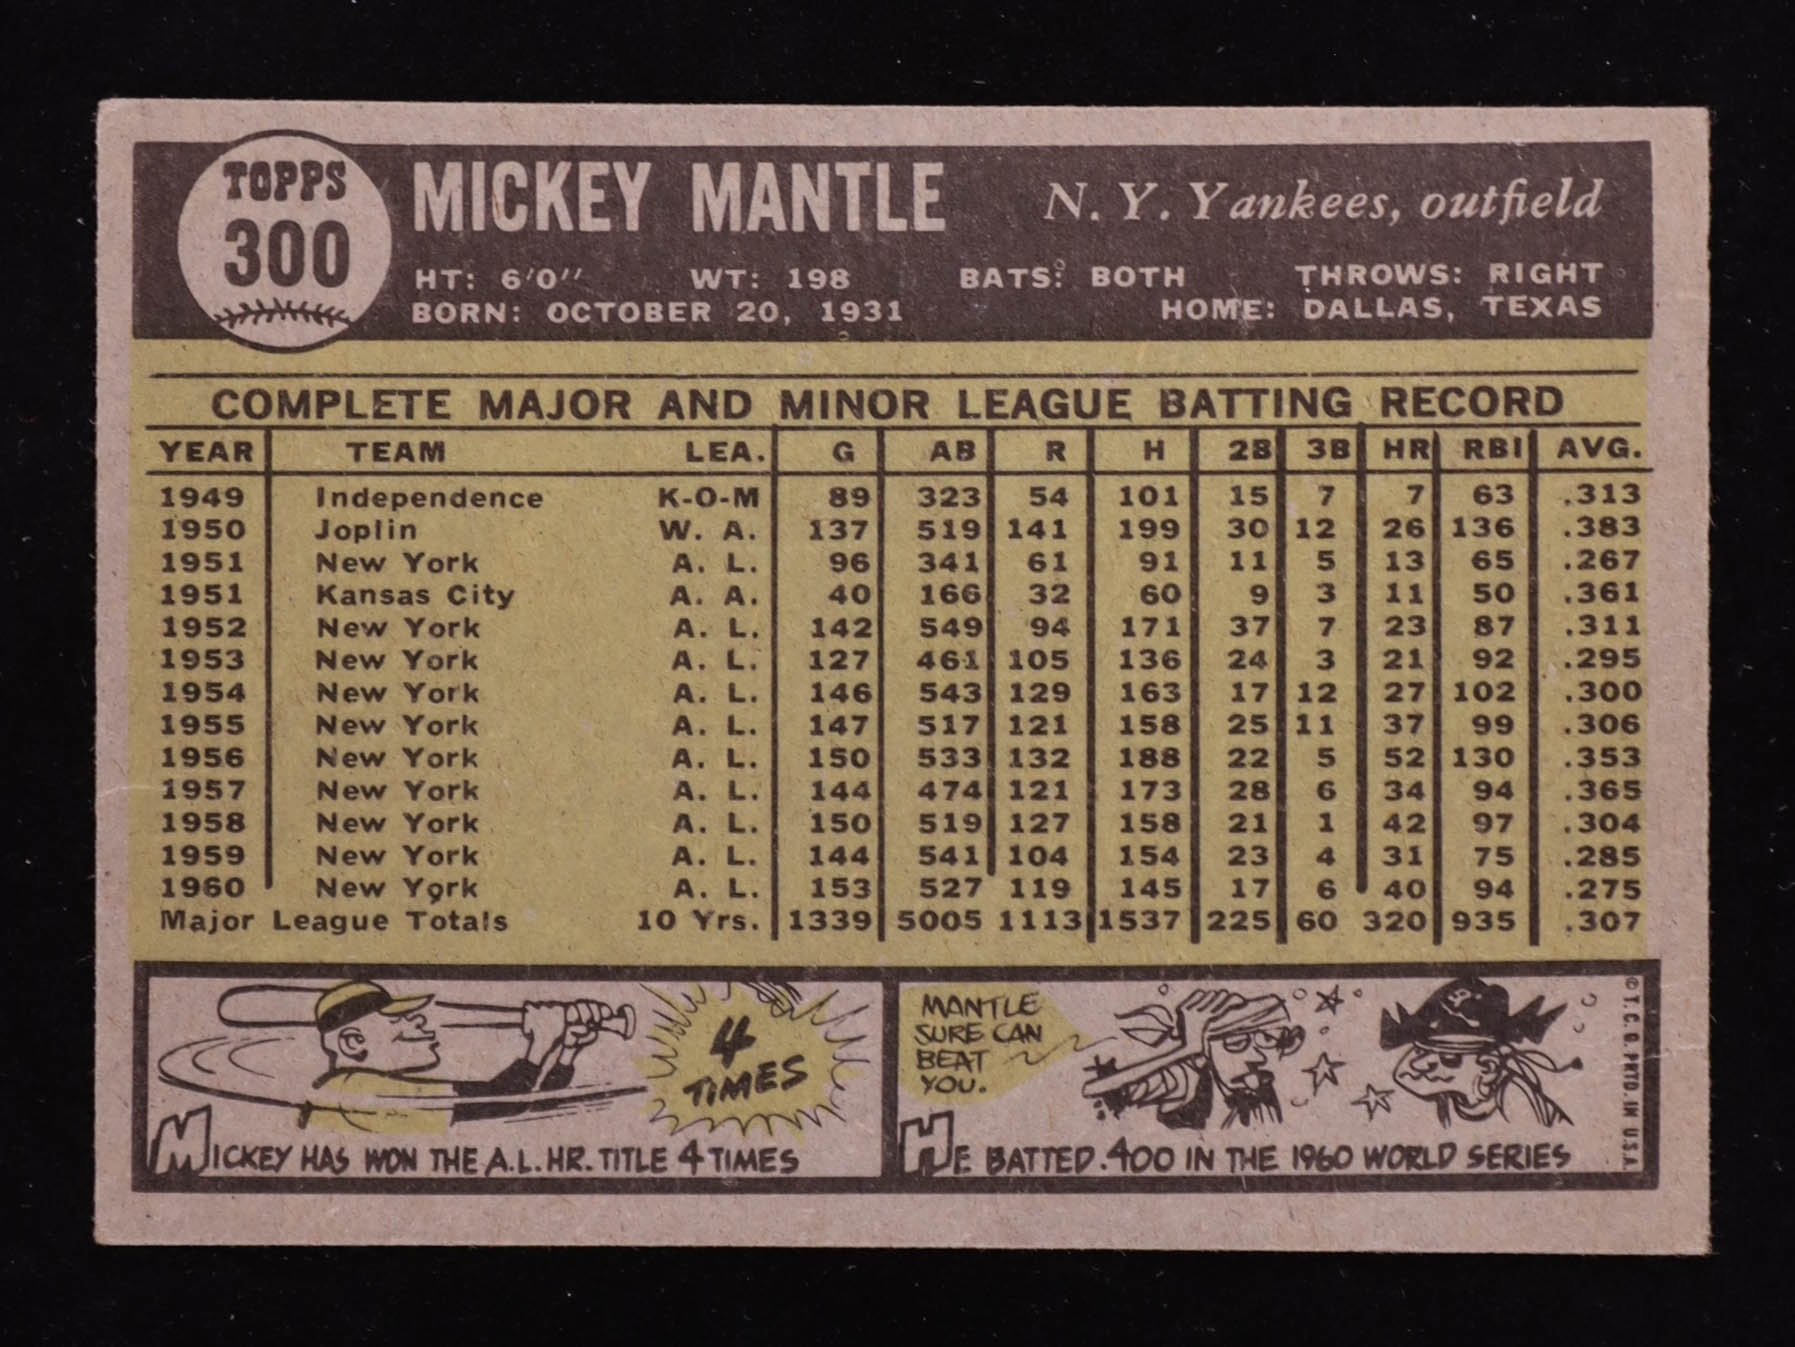 TOPPS
300
MICKEY MANTLE N. Y. Yankees, outfield
HT: 6'0" WT: 198 BATS: BOTH THROWS: RIGHT
BORN: OCTOBER 20, 1931 HOME: DALLAS, TEXAS
COMPLETE MAJOR AND MINOR LEAGUE BATTING RECORD
YEAR TEAM LEA. G AB R H 2B 3B HR RBI AVG.
1949 Independence K-O-M 89 323 54 101 15 7 7 63 .313
1950 Joplin W. A. 137 519 141 199 30 12 26 136 .383
1951 New York A. L. 96 341 61 91 11 5 13 65 .267
1951 Kansas City A. A. 40 166 32 60 9 3 11 50 .361
1952 New York A. L. 142 549 94 171 37 7 23 87 .311
1953 New York A. L. 127 461 105 136 24 3 21 92 .295
1954 New York A. L. 146 543 129 163 17 12 27 102 .300
1955 New York A. L. 147 517 121 158 25 11 37 99 .306
1956 New York A. L. 150 533 132 188 22 5 52 130 .353
1957 New York A. L. 144 474 121 173 28 6 34 94 .365
1958 New York A. L. 150 519 127 158 21 1 42 97 .304
1959 New York A. L. 144 541 104 154 23 4 31 75 .285
1960 New York A. L. 153 527 119 145 17 6 40 94 .275
Major League Totals 10 Yrs. 1339 5005 1113 1537 225 60 320 935 .307
4
TIMES
MICKEY HAS WON THE A.L. HR. TITLE 4 TIMES
MANTLE
SURE CAN
BEAT
YOU.
HE BATTED .400 IN THE 1960 WORLD SERIES
© T. C. G. PRTD. IN U.S.A.